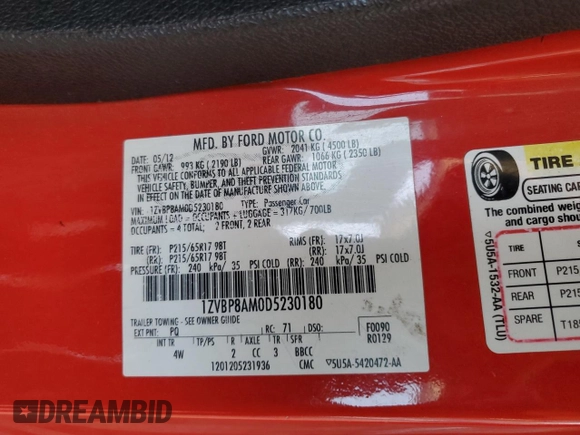 MFD. BY FORD MOTOR CO.
DATE: 05/12 GVWR: 2041 KG ( 4500 LB)
FRONT GAWR: 993 KG ( 2190 LB) REAR GAWR: 1066 KG ( 2350 LB)
THIS VEHICLE CONFORMS TO ALL APPLICABLE FEDERAL MOTOR
VEHICLE SAFETY, BUMPER, AND THEFT PREVENTION STANDARDS
IN EFFECT ON THE DATE OF MANUFACTURE SHOWN ABOVE.
VIN: 1ZVBP8AM0D5230180 TYPE: Passenger Car
MAXIMUM LOAD = OCCUPANTS + LUGGAGE = 317KG / 700LB
OCCUPANTS = 4 TOTAL: 2 FRONT, 2 REAR
TIRE (FR): P215/65R17 98T RIMS (FR): 17x7.0J
TIRE (RR): P215/65R17 98T RIMS (RR): 17x7.0J
PRESSURE (FR): 240 kPa/ 35 PSI COLD (RR): 240 kPa/ 35 PSI COLD
1ZVBP8AM0D5230180
TRAILER TOWING - SEE OWNER GUIDE
EXT PNT: PQ RC: 71 DSO: F0090
R0129
INT TR TP/PS R AXLE TR SFR
4W 2 CC 3 BBCC
1201205231936 CMC 5U5A-5420472-AA
TIRE
SEATING CAR
The combined weig
and cargo shou
TIRE
FRONT P215
REAR P215
SPARE T185
5U5A-1532-AA (TLU)
DREAMBID